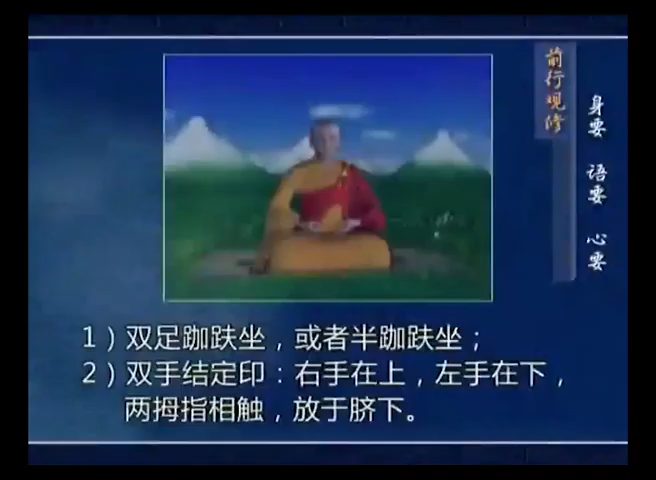 前行观修
身要 语要 心要
1）双足跏趺坐，或者半跏趺坐；
2）双手结定印：右手在上，左手在下，
两拇指相触，放于脐下。